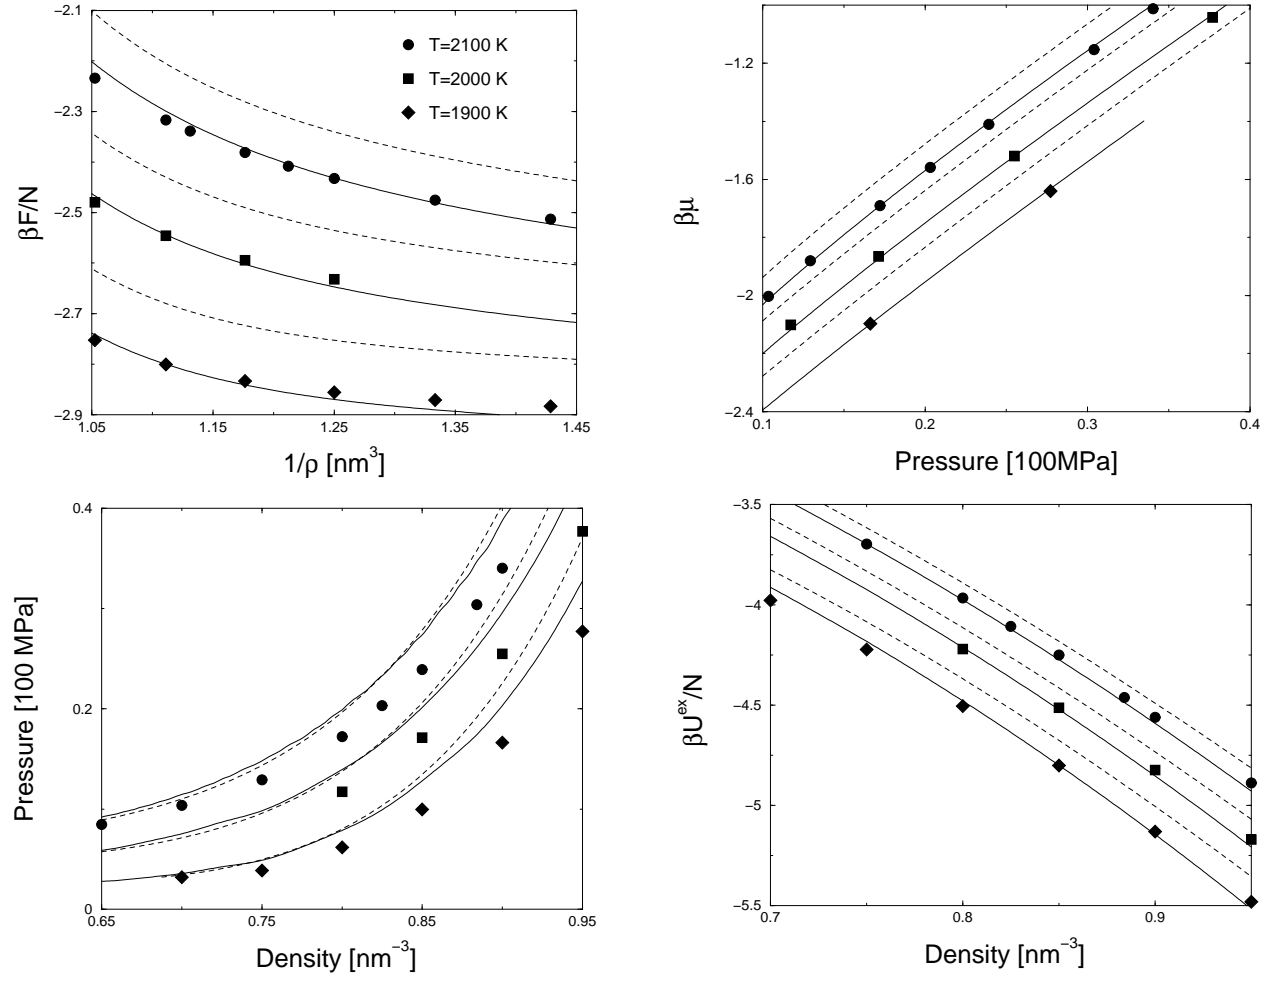 −2.1
−2.3
−2.5
−2.7
−2.9
βF/N
T=2100 K
T=2000 K
T=1900 K
1.05 1.15 1.25 1.35 1.45
1/ρ [nm³]
−1.2
−1.6
−2
−2.4
βμ
0.1 0.2 0.3 0.4
Pressure [100MPa]
0.4
0.2
0
Pressure [100 MPa]
0.65 0.75 0.85 0.95
Density [nm⁻³]
−3.5
−4
−4.5
−5
−5.5
βUᵉˣ/N
0.7 0.8 0.9
Density [nm⁻³]